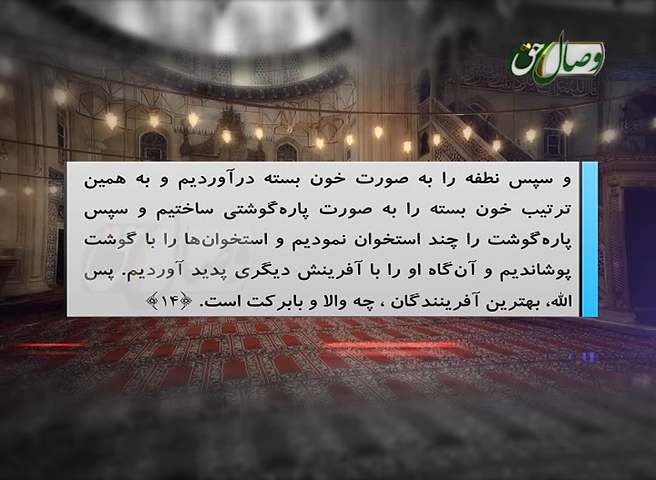 وصال حق
و سپس نطفه را به صورت خون بسته درآوردیم و به همین
ترتیب خون بسته را به صورت پاره‌گوشتی ساختیم و سپس
پاره‌گوشت را چند استخوان نمودیم و استخوان‌ها را با گوشت
پوشاندیم و آن‌گاه او را با آفرینش دیگری پدید آوردیم. پس
الله، بهترین آفرینندگان ، چه والا و بابرکت است. ﴿۱۴﴾